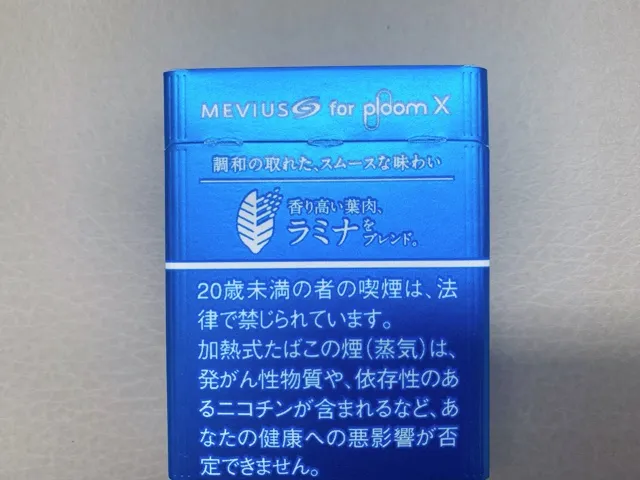 MEVIUS for ploom X
調和の取れた、スムースな味わい
香り高い葉肉、
ラミナをブレンド。
20歳未満の者の喫煙は、法
律で禁じられています。
加熱式たばこの煙(蒸気)は、
発がん性物質や、依存性のあ
るニコチンが含まれるなど、あ
なたの健康への悪影響が否
定できません。